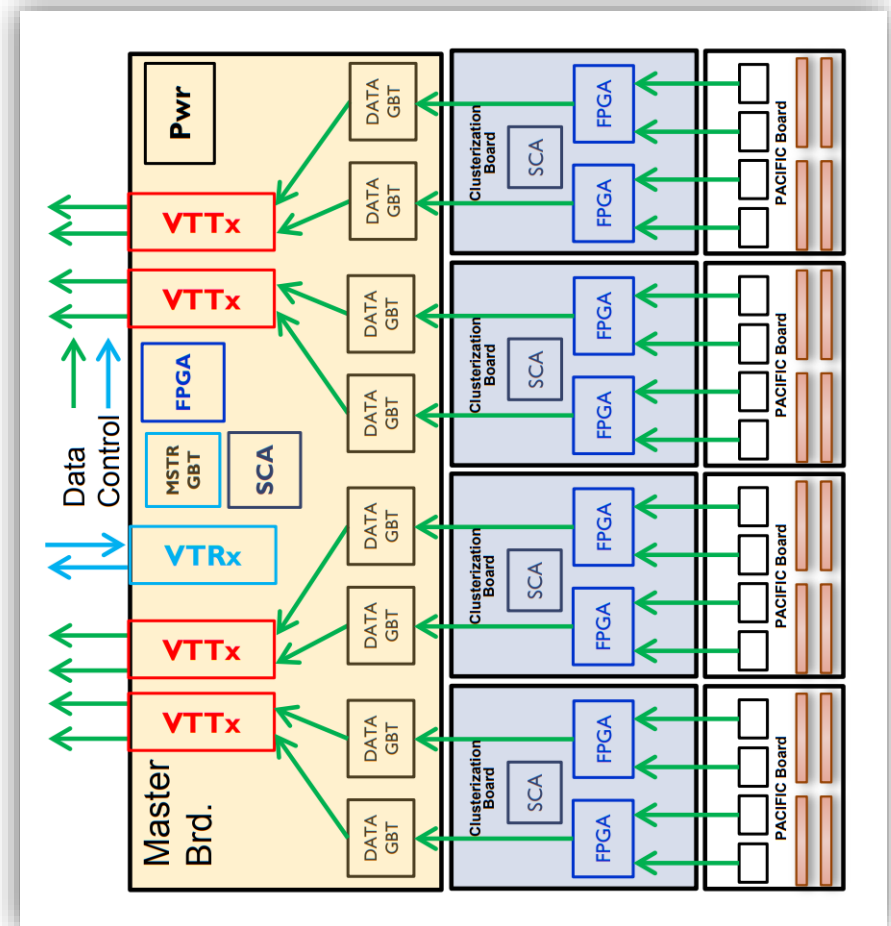 Master
Brd.
VTTx
VTTx
VTRx
MSTR
GBT
SCA
FPGA
VTTx
VTTx
Pwr
Data
Control
DATA
GBT
DATA
GBT
DATA
GBT
DATA
GBT
DATA
GBT
DATA
GBT
DATA
GBT
DATA
GBT
Clusterization
Board
SCA
FPGA
FPGA
Clusterization
Board
SCA
FPGA
FPGA
Clusterization
Board
SCA
FPGA
FPGA
Clusterization
Board
SCA
FPGA
FPGA
PACIFIC Board
PACIFIC Board
PACIFIC Board
PACIFIC Board